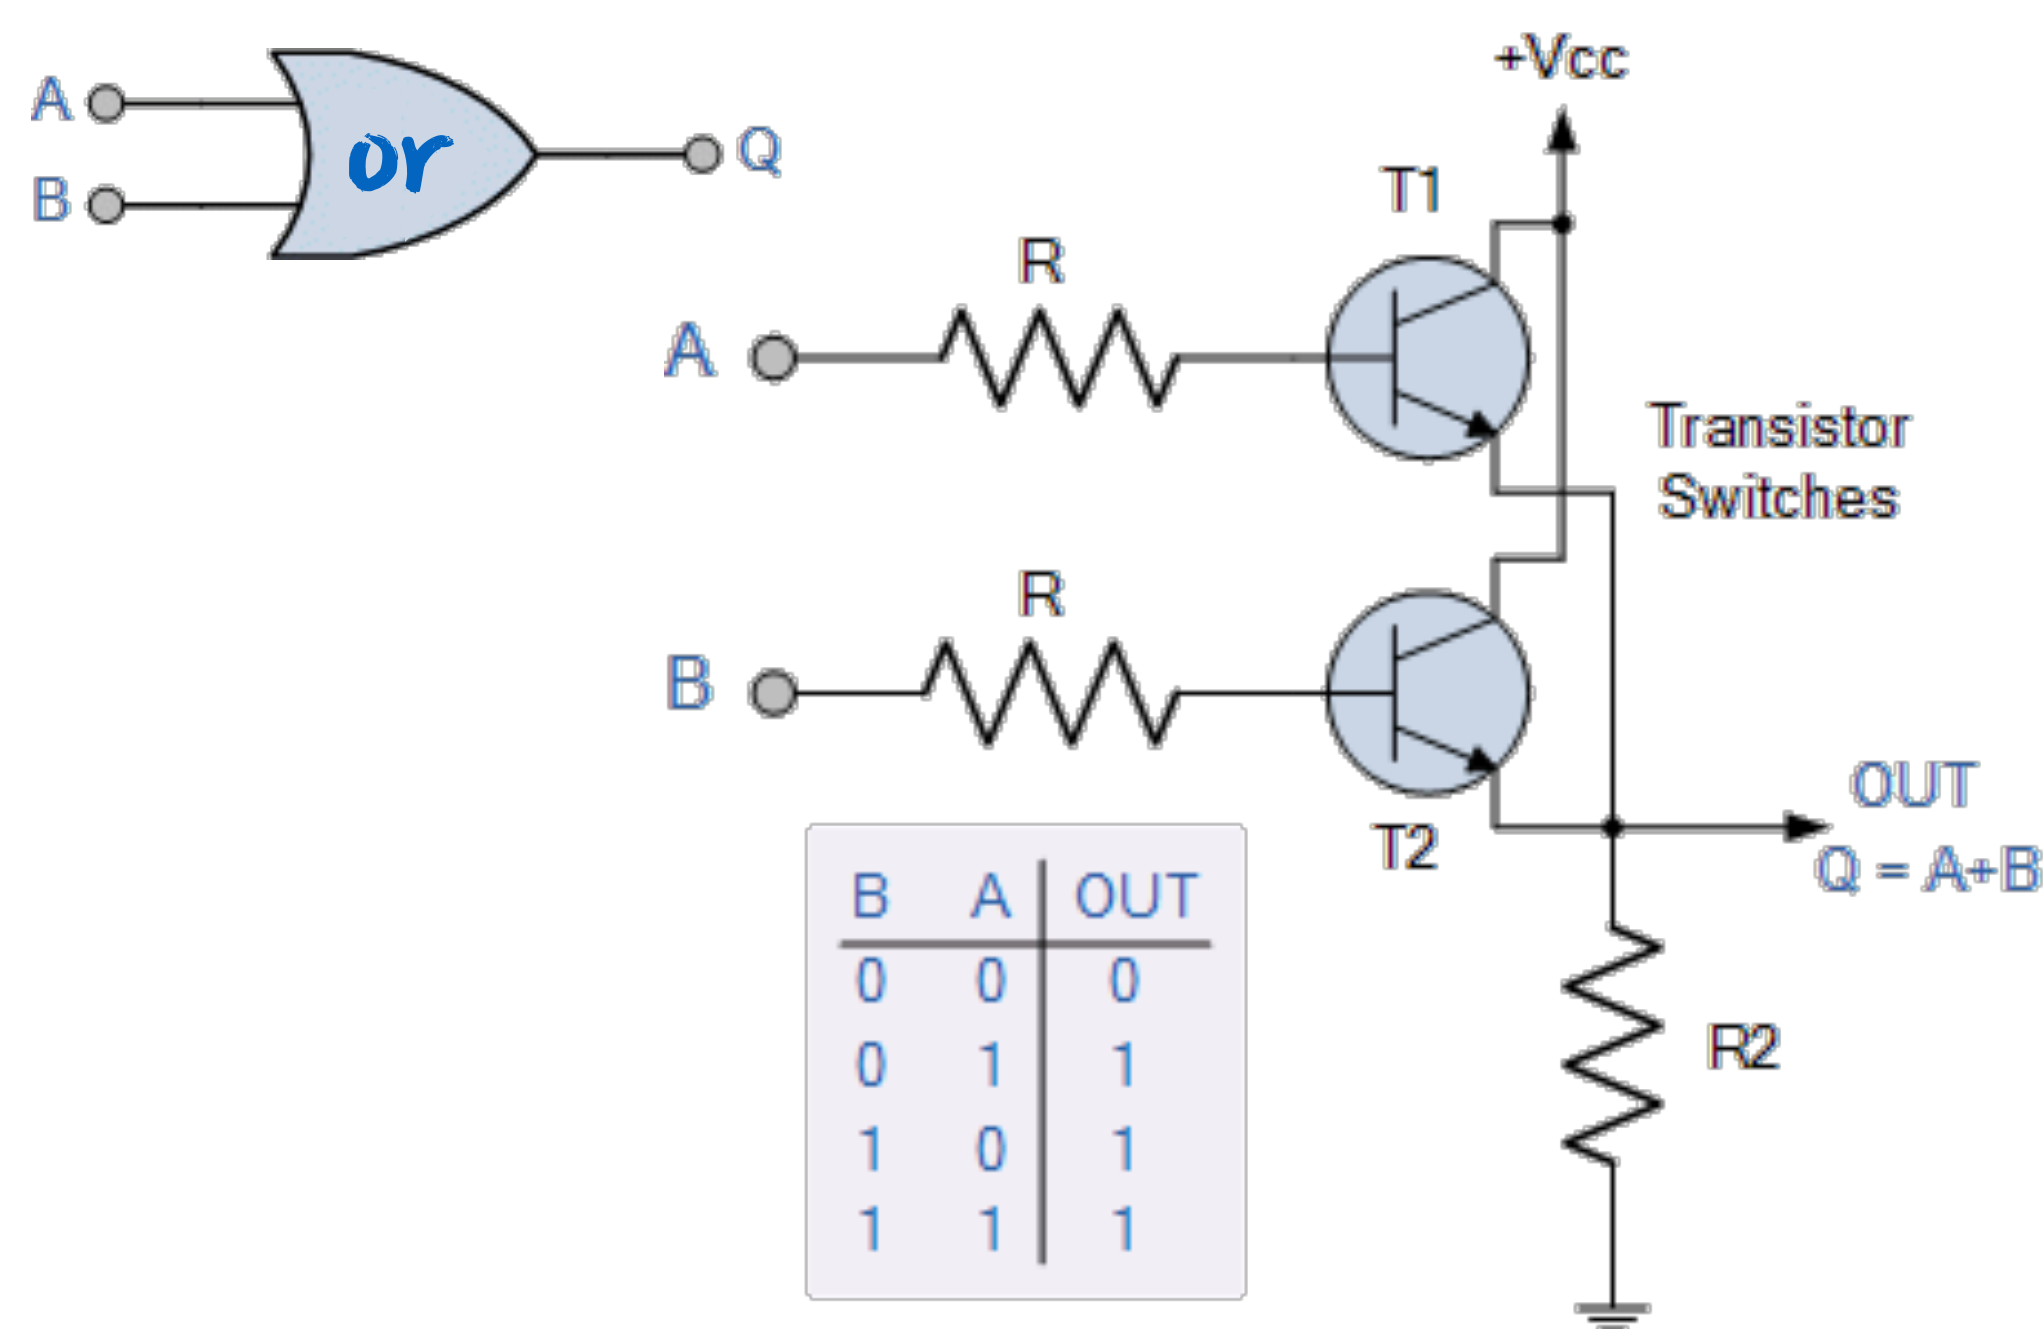 A
B
or
Q
+Vcc
T1
R
A
Transistor
Switches
R
B
T2
OUT
Q = A+B
B A OUT
0 0 0
0 1 1
1 0 1
1 1 1
R2